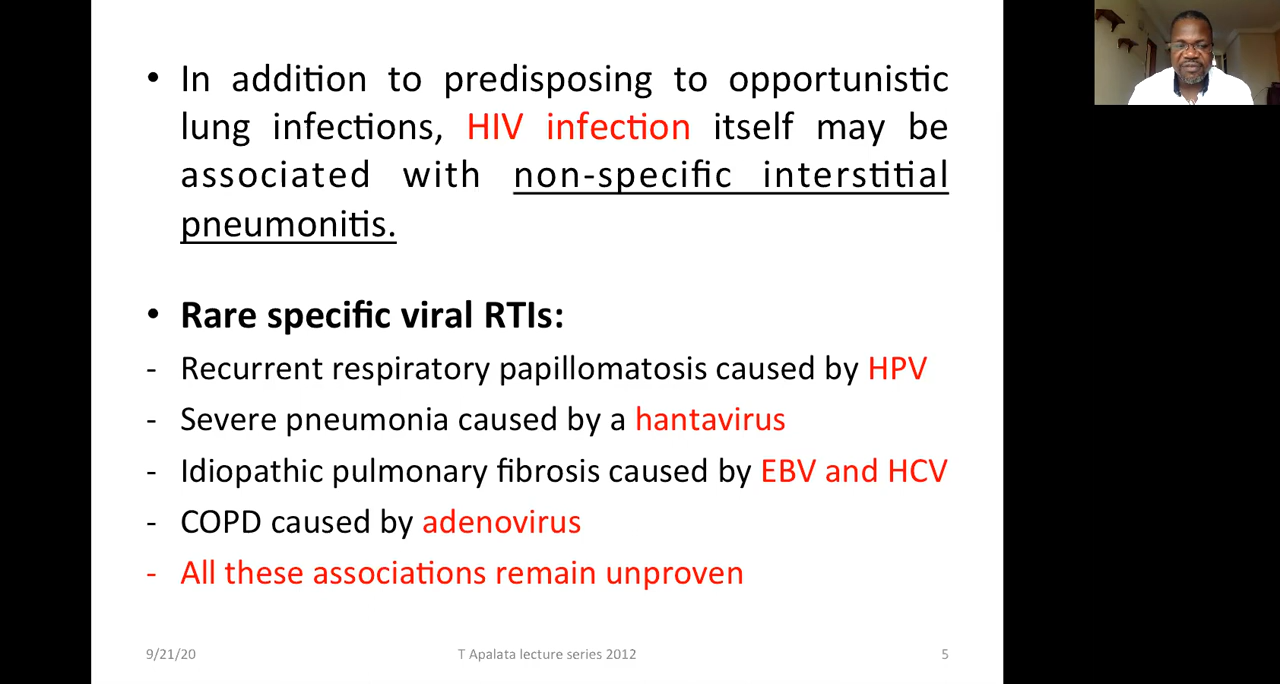 • In addition to predisposing to opportunistic
lung infections, HIV infection itself may be
associated with non-specific interstitial
pneumonitis.
• Rare specific viral RTIs:
- Recurrent respiratory papillomatosis caused by HPV
- Severe pneumonia caused by a hantavirus
- Idiopathic pulmonary fibrosis caused by EBV and HCV
- COPD caused by adenovirus
- All these associations remain unproven
9/21/20 T Apalata lecture series 2012 5